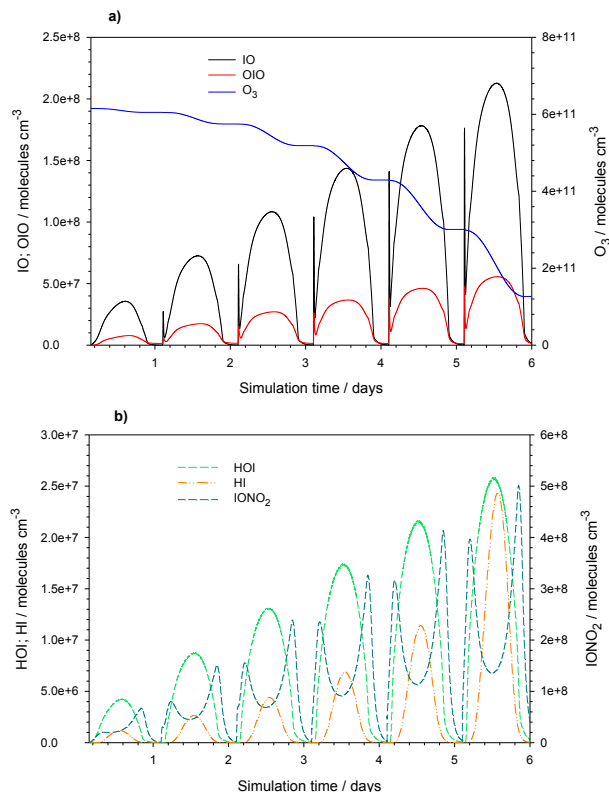 a)
2.5e+8
2.0e+8
1.5e+8
1.0e+8
5.0e+7
0.0
IO; OIO / molecules cm-3
IO
OIO
O3
8e+11
6e+11
4e+11
2e+11
0
O3 / molecules cm-3
1 2 3 4 5 6
Simulation time / days
b)
3.0e+7
2.5e+7
2.0e+7
1.5e+7
1.0e+7
5.0e+6
0.0
HOI; HI / molecules cm-3
HOI
HI
IONO2
6e+8
5e+8
4e+8
3e+8
2e+8
1e+8
0
IONO2 / molecules cm-3
1 2 3 4 5 6
Simulation time / days